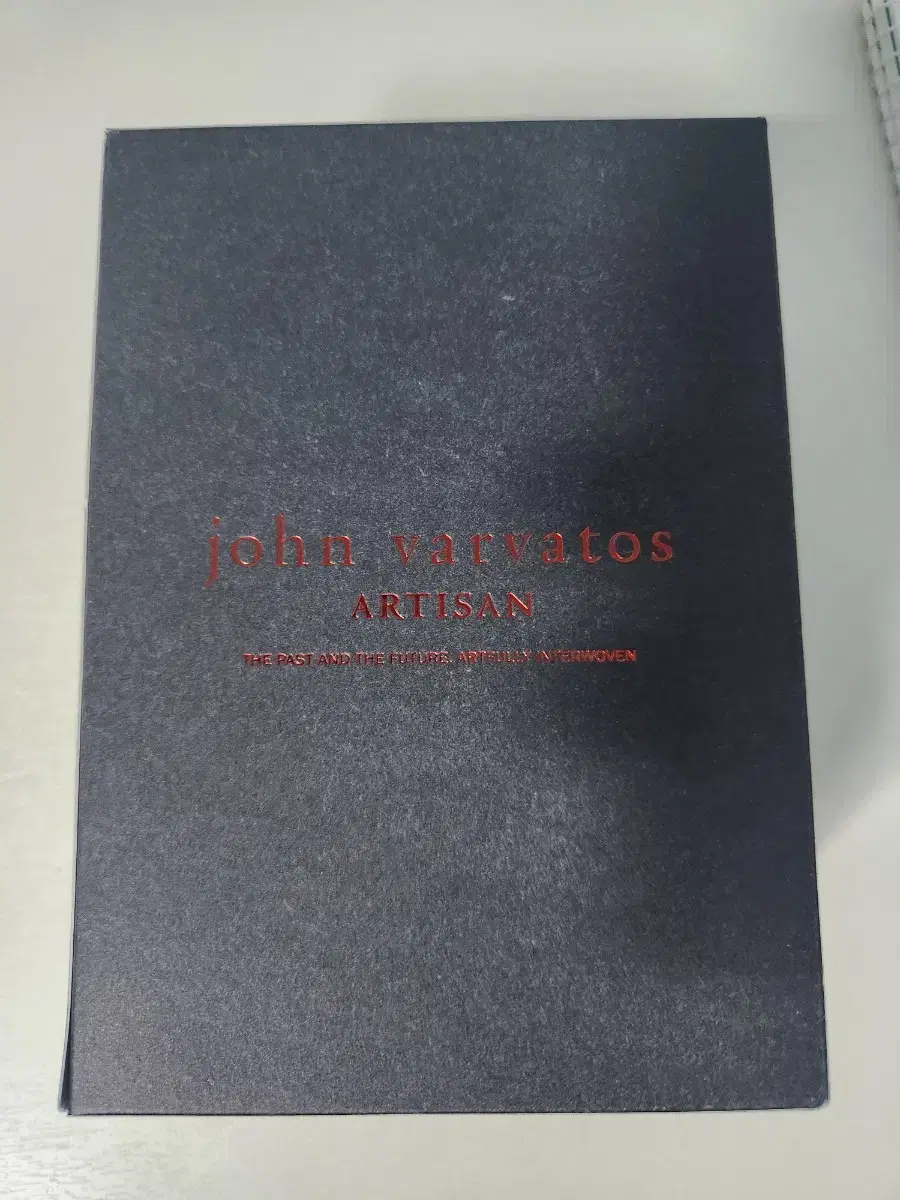 john varvatos
ARTISAN
THE PAST AND THE FUTURE, ARTFULLY INTERWOVEN